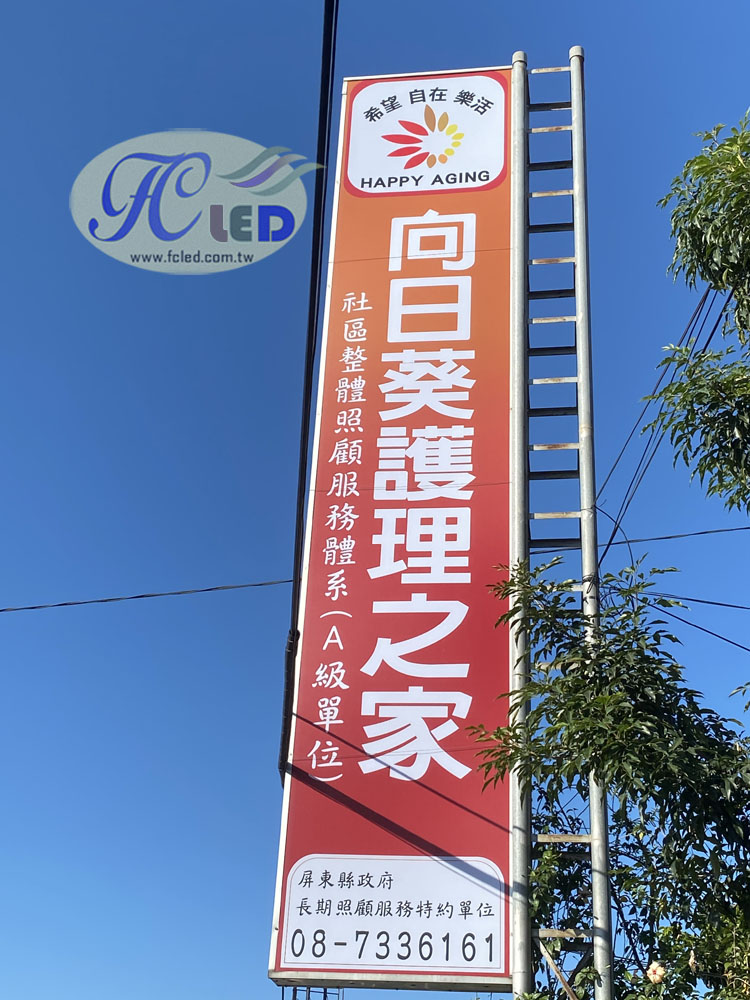 希望 自在 樂活
HAPPY AGING
向日葵護理之家
社區整體照顧服務體系(A級單位)
屏東縣政府
長期照顧服務特約單位
08-7336161
FC LED
www.fcled.com.tw